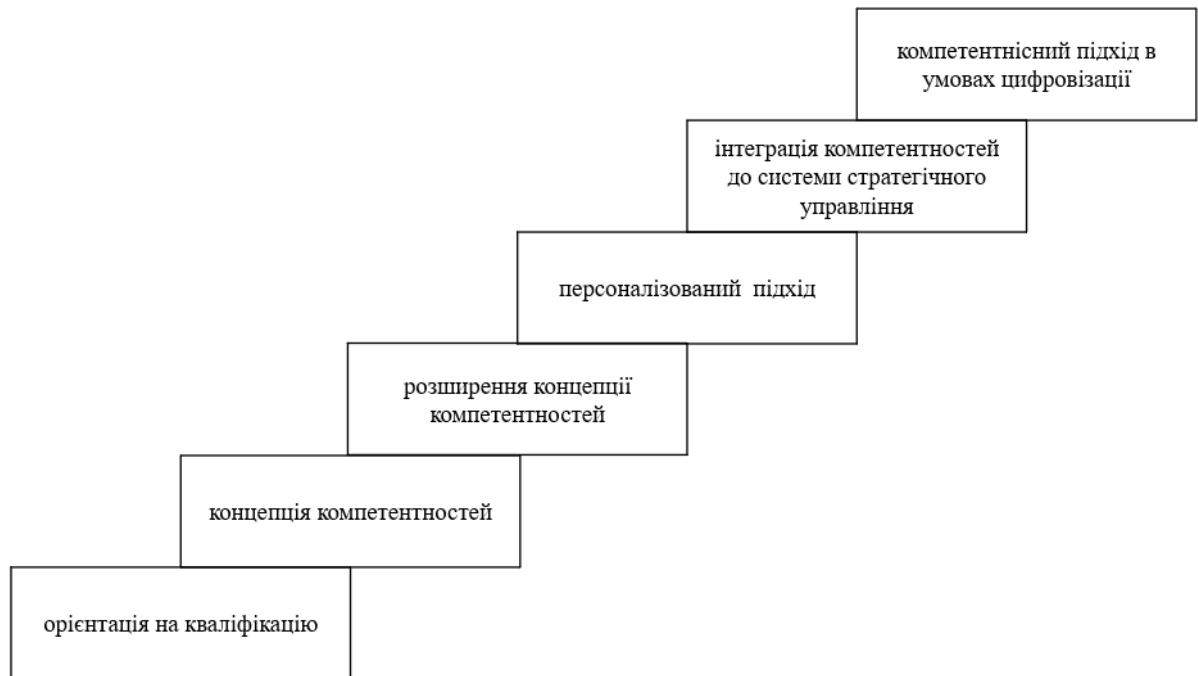 компетентнісний підхід в
умовах цифровізації
інтеграція компетентностей
до системи стратегічного
управління
персоналізований  підхід
розширення концепції
компетентностей
концепція компетентностей
орієнтація на кваліфікацію